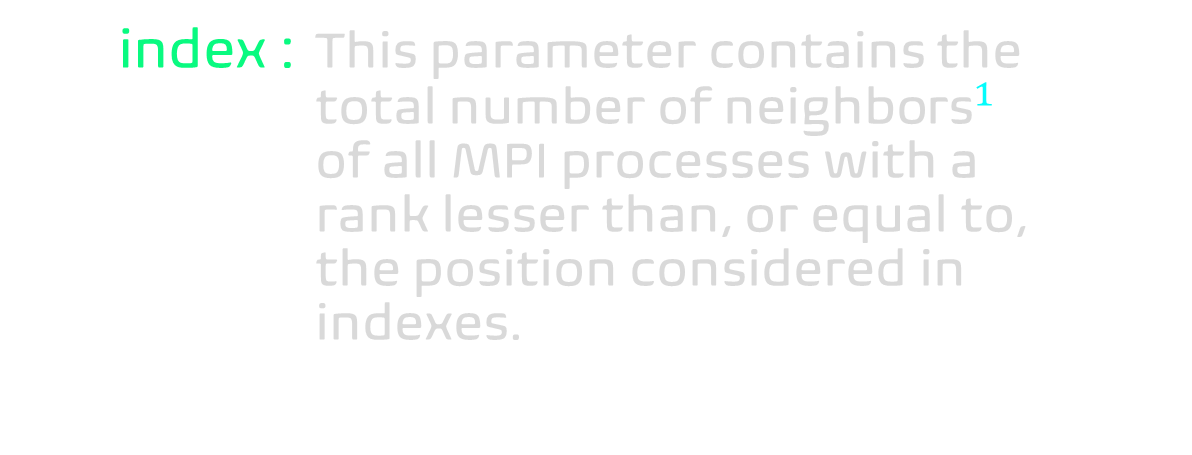 index : This parameter contains the
total number of neighbors¹
of all MPI processes with a
rank lesser than, or equal to,
the position considered in
indexes.